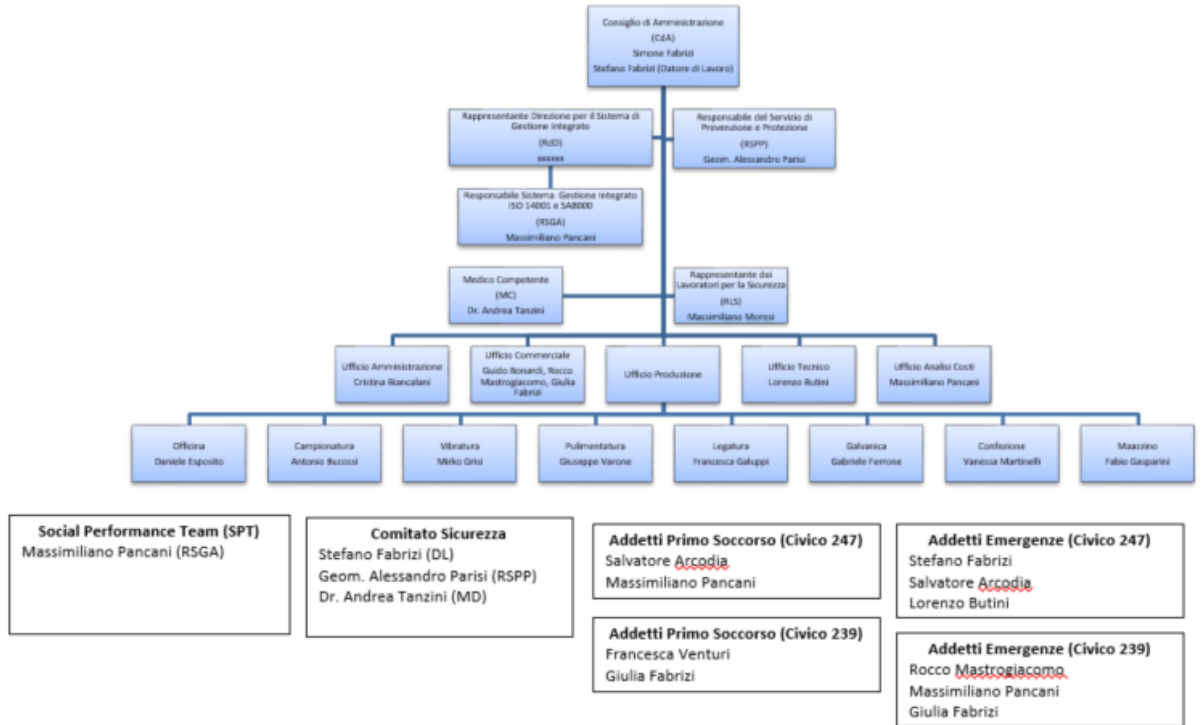 Consiglio di Amministrazione
(CdA)
Simone Fabrizi
Stefano Fabrizi (Datore di Lavoro)
Rappresentante Direzione per il Sistema di
Gestione Integrato
(RdD)
xxxxxx
Responsabile del Servizio di
Prevenzione e Protezione
(RSPP)
Geom. Alessandro Parisi
Responsabile Sistema Gestione Integrato
ISO 14001 e SA8000
(RSGA)
Massimiliano Pancani
Medico Competente
(MC)
Dr. Andrea Tanzini
Rappresentante dei
Lavoratori per la Sicurezza
(RLS)
Massimiliano Morosi
Ufficio Amministrazione
Cristina Biancalani
Ufficio Commerciale
Guido Bonardi, Rocco
Mastrogiacomo, Giulia
Fabrizi
Ufficio Produzione
Ufficio Tecnico
Lorenzo Butini
Ufficio Analisi Costi
Massimiliano Pancani
Officina
Daniele Esposito
Campionatura
Antonio Bucossi
Vibratura
Mirko Grisi
Pulimentatura
Giuseppe Varone
Legatura
Francesca Galuppi
Galvanica
Gabriele Ferrone
Confezione
Vanessa Martinelli
Maazzino
Fabio Gasparini
Social Performance Team (SPT)
Massimiliano Pancani (RSGA)
Comitato Sicurezza
Stefano Fabrizi (DL)
Geom. Alessandro Parisi (RSPP)
Dr. Andrea Tanzini (MD)
Addetti Primo Soccorso (Civico 247)
Salvatore Arcodia
Massimiliano Pancani
Addetti Emergenze (Civico 247)
Stefano Fabrizi
Salvatore Arcodia
Lorenzo Butini
Addetti Primo Soccorso (Civico 239)
Francesca Venturi
Giulia Fabrizi
Addetti Emergenze (Civico 239)
Rocco Mastrogiacomo
Massimiliano Pancani
Giulia Fabrizi